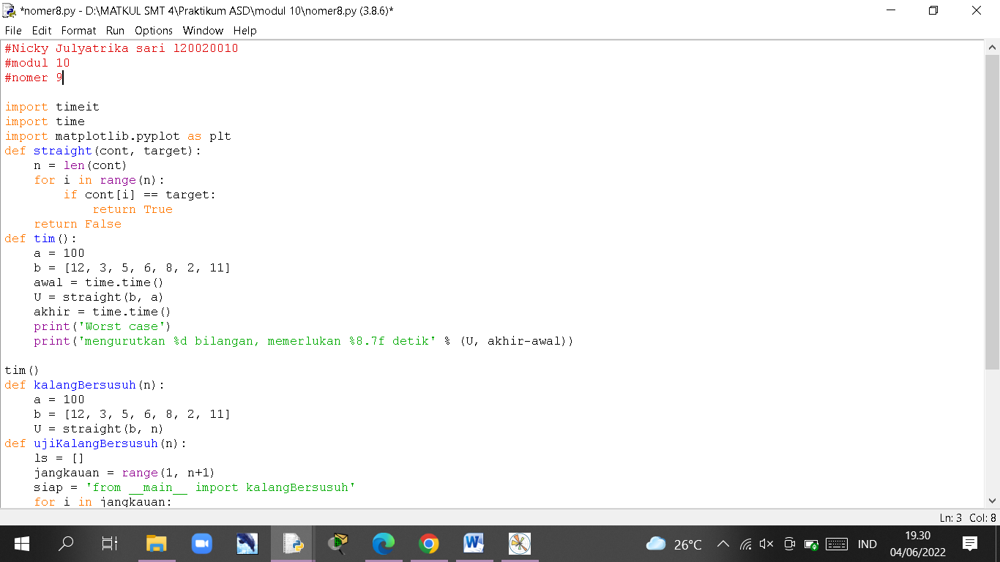 *nomer8.py - D:\MATKUL SMT 4\Praktikum ASD\modul 10\nomer8.py (3.8.6)*
File Edit Format Run Options Window Help
#Nicky Julyatrika sari l20020010
#modul 10
#nomer 9

import timeit
import time
import matplotlib.pyplot as plt
def straight(cont, target):
    n = len(cont)
    for i in range(n):
        if cont[i] == target:
            return True
    return False
def tim():
    a = 100
    b = [12, 3, 5, 6, 8, 2, 11]
    awal = time.time()
    U = straight(b, a)
    akhir = time.time()
    print('Worst case')
    print('mengurutkan %d bilangan, memerlukan %8.7f detik' % (U, akhir-awal))

tim()
def kalangBersusuh(n):
    a = 100
    b = [12, 3, 5, 6, 8, 2, 11]
    U = straight(b, n)
def ujiKalangBersusuh(n):
    ls = []
    jangkauan = range(1, n+1)
    siap = 'from __main__ import kalangBersusuh'
    for i in jangkauan:
Ln: 3 Col: 8
26°C
IND
19.30
04/06/2022